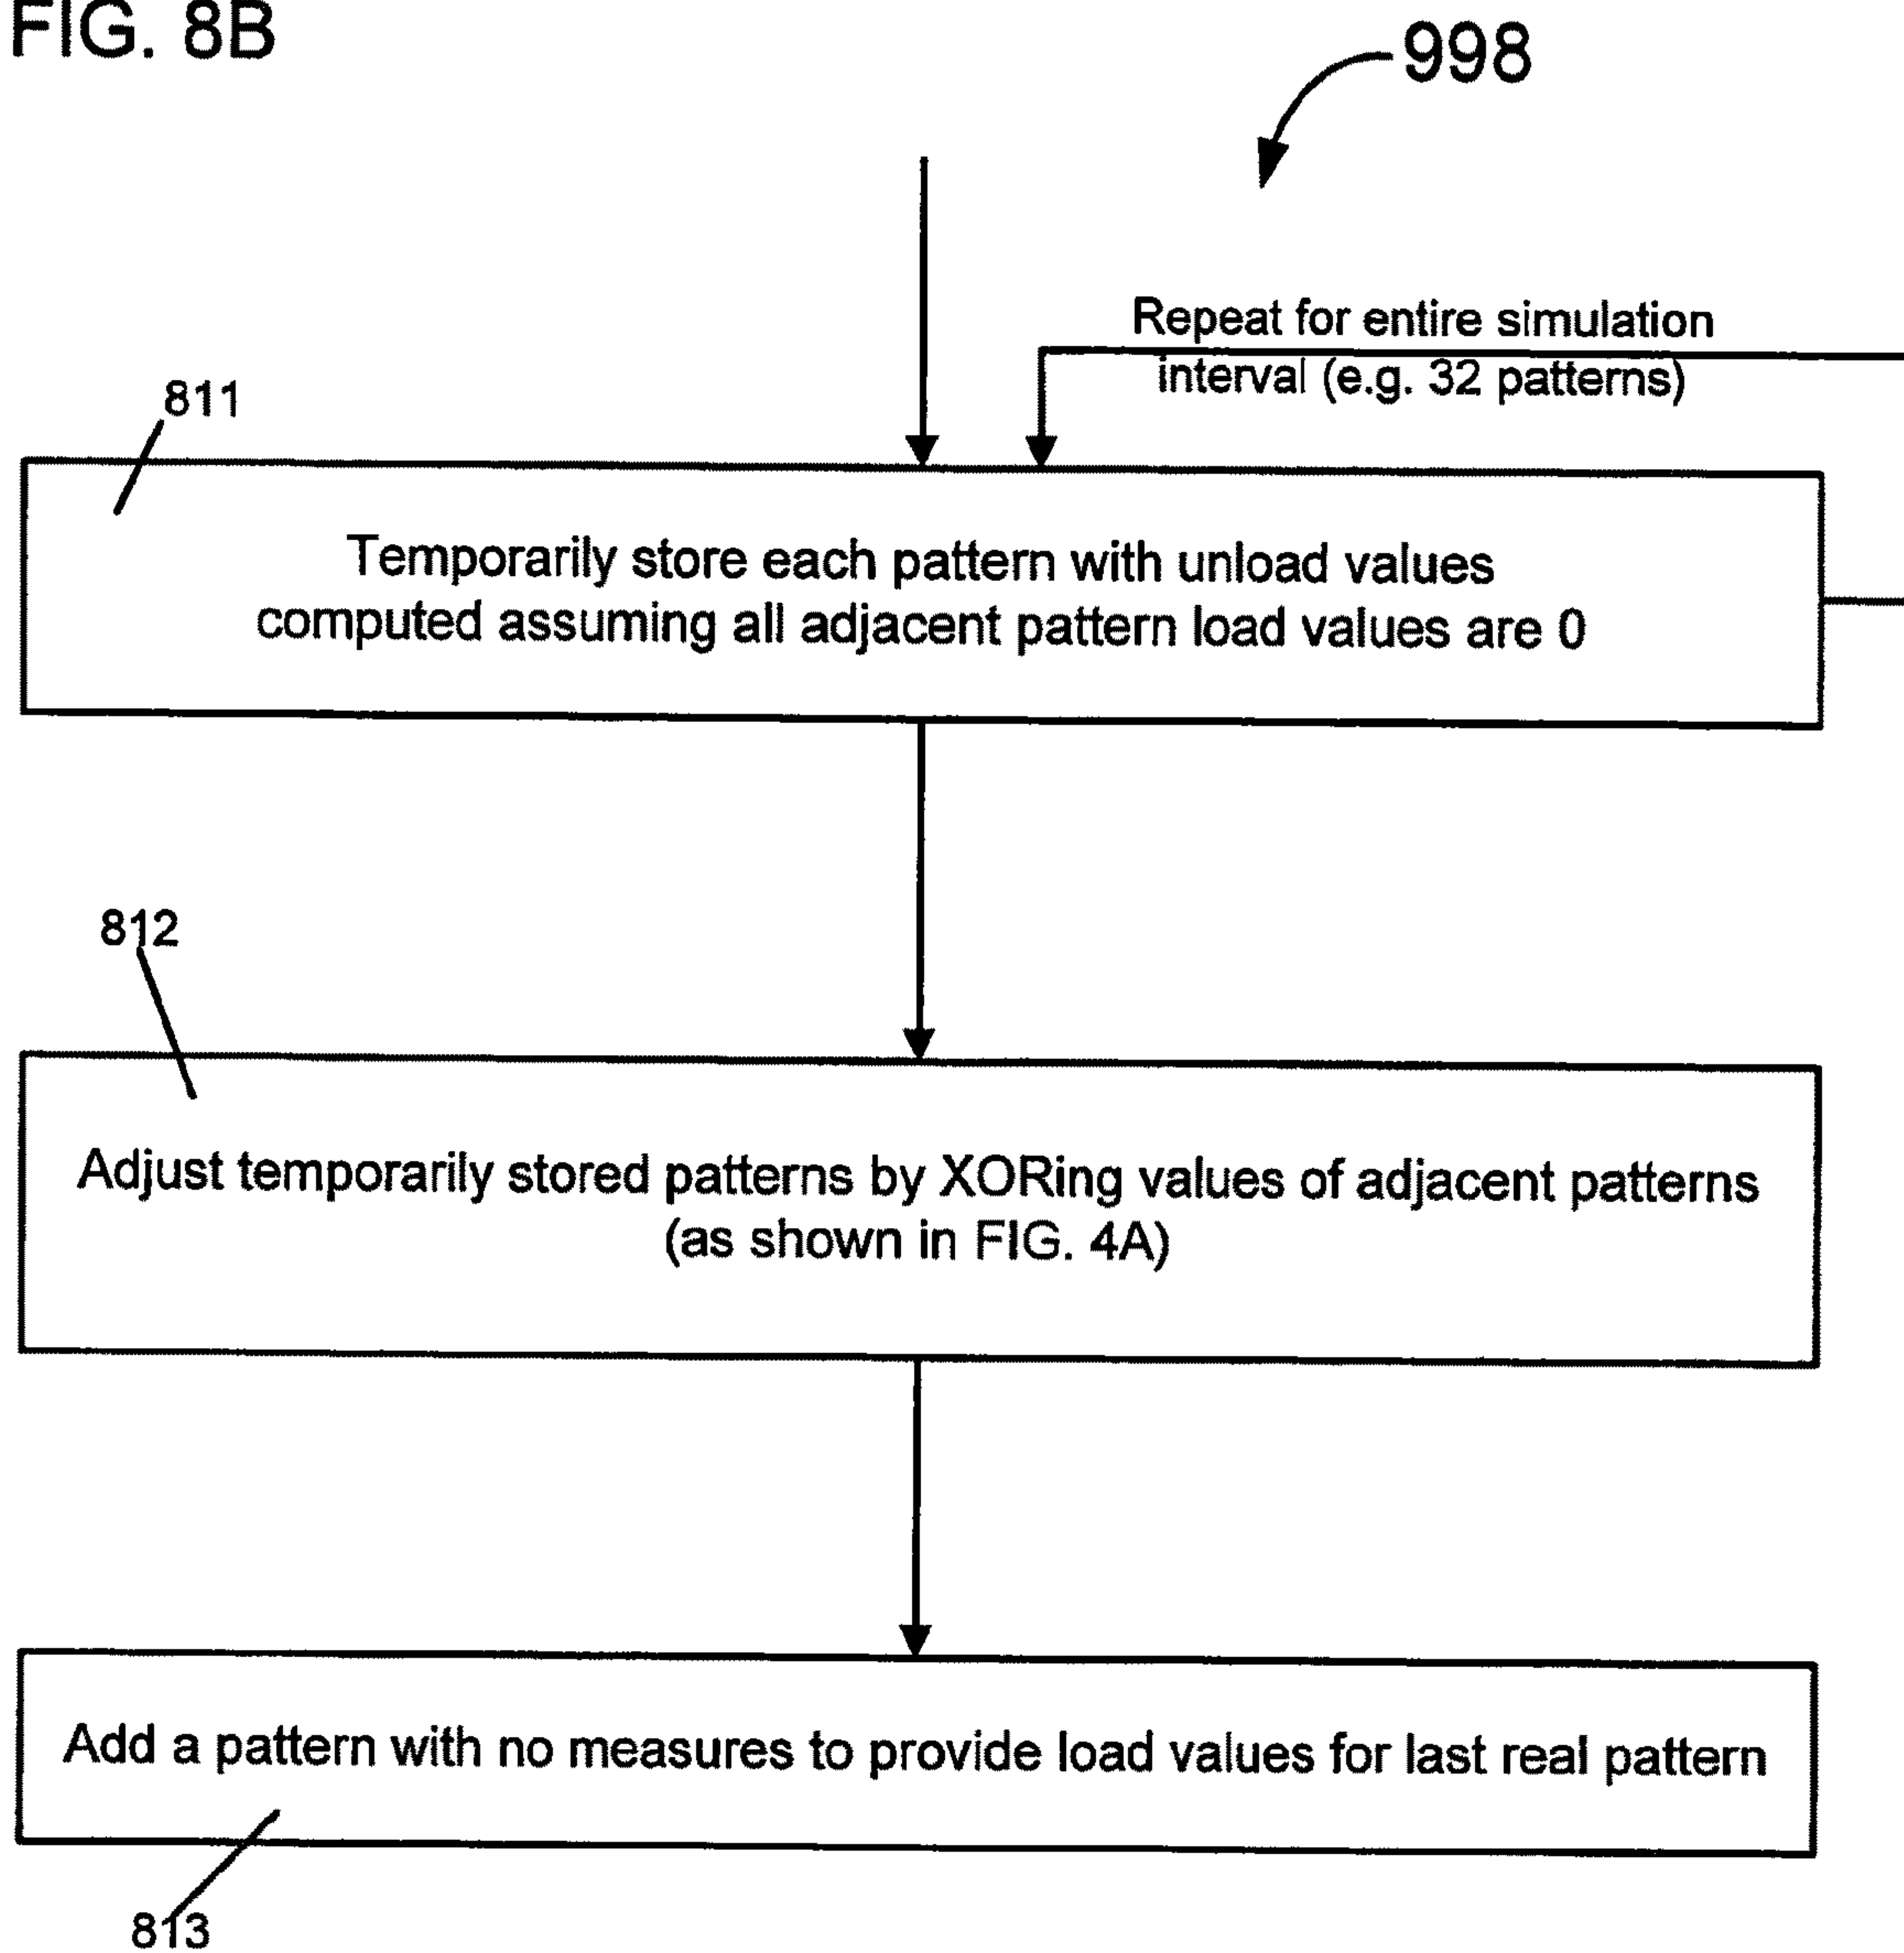 FIG. 8B
998
Repeat for entire simulation
interval (e.g. 32 patterns)
811
Temporarily store each pattern with unload values
computed assuming all adjacent pattern load values are 0
812
Adjust temporarily stored patterns by XORing values of adjacent patterns
(as shown in FIG. 4A)
Add a pattern with no measures to provide load values for last real pattern
813